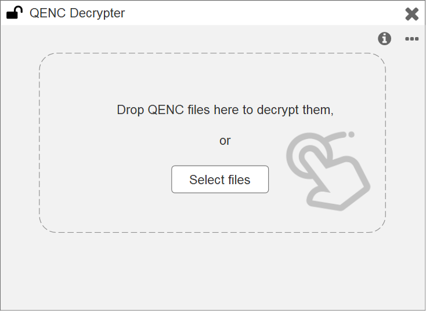 QENC Decrypter
Drop QENC files here to decrypt them,
or
Select files